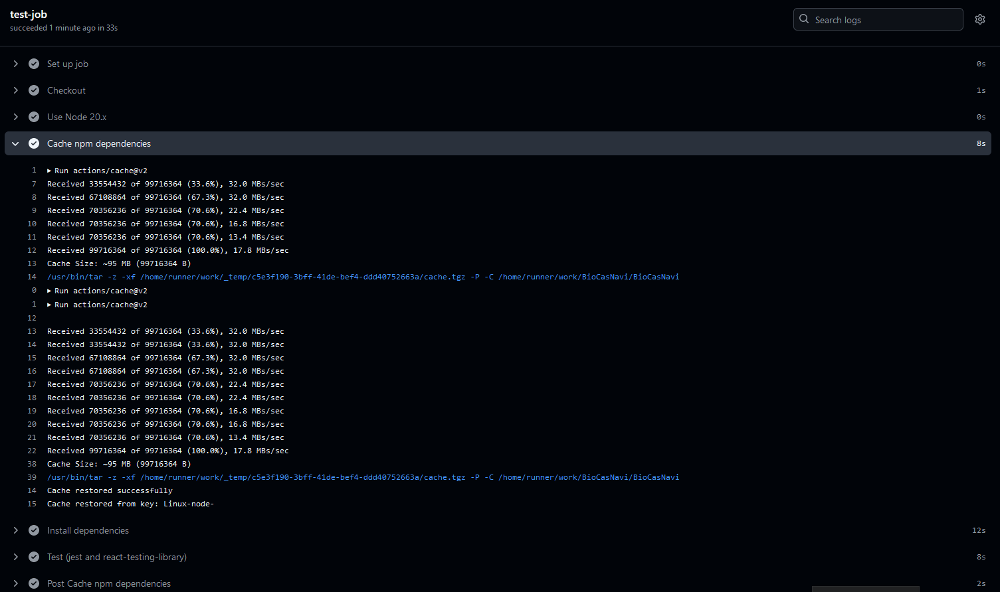 test-job
succeeded 1 minute ago in 33s
Search logs
Set up job 0s
Checkout 1s
Use Node 20.x 0s
Cache npm dependencies 8s
1 ▸ Run actions/cache@v2
7 Received 33554432 of 99716364 (33.6%), 32.0 MBs/sec
8 Received 67108864 of 99716364 (67.3%), 32.0 MBs/sec
9 Received 70356236 of 99716364 (70.6%), 22.4 MBs/sec
10 Received 70356236 of 99716364 (70.6%), 16.8 MBs/sec
11 Received 70356236 of 99716364 (70.6%), 13.4 MBs/sec
12 Received 99716364 of 99716364 (100.0%), 17.8 MBs/sec
13 Cache Size: ~95 MB (99716364 B)
14 /usr/bin/tar -z -xf /home/runner/work/_temp/c5e3f190-3bff-41de-bef4-ddd40752663a/cache.tgz -P -C /home/runner/work/BioCasNavi/BioCasNavi
0 ▸ Run actions/cache@v2
1 ▸ Run actions/cache@v2
12
13 Received 33554432 of 99716364 (33.6%), 32.0 MBs/sec
14 Received 33554432 of 99716364 (33.6%), 32.0 MBs/sec
15 Received 67108864 of 99716364 (67.3%), 32.0 MBs/sec
16 Received 67108864 of 99716364 (67.3%), 32.0 MBs/sec
17 Received 70356236 of 99716364 (70.6%), 22.4 MBs/sec
18 Received 70356236 of 99716364 (70.6%), 22.4 MBs/sec
19 Received 70356236 of 99716364 (70.6%), 16.8 MBs/sec
20 Received 70356236 of 99716364 (70.6%), 16.8 MBs/sec
21 Received 70356236 of 99716364 (70.6%), 13.4 MBs/sec
22 Received 99716364 of 99716364 (100.0%), 17.8 MBs/sec
38 Cache Size: ~95 MB (99716364 B)
39 /usr/bin/tar -z -xf /home/runner/work/_temp/c5e3f190-3bff-41de-bef4-ddd40752663a/cache.tgz -P -C /home/runner/work/BioCasNavi/BioCasNavi
14 Cache restored successfully
15 Cache restored from key: Linux-node-
Install dependencies 12s
Test (jest and react-testing-library) 8s
Post Cache npm dependencies 2s